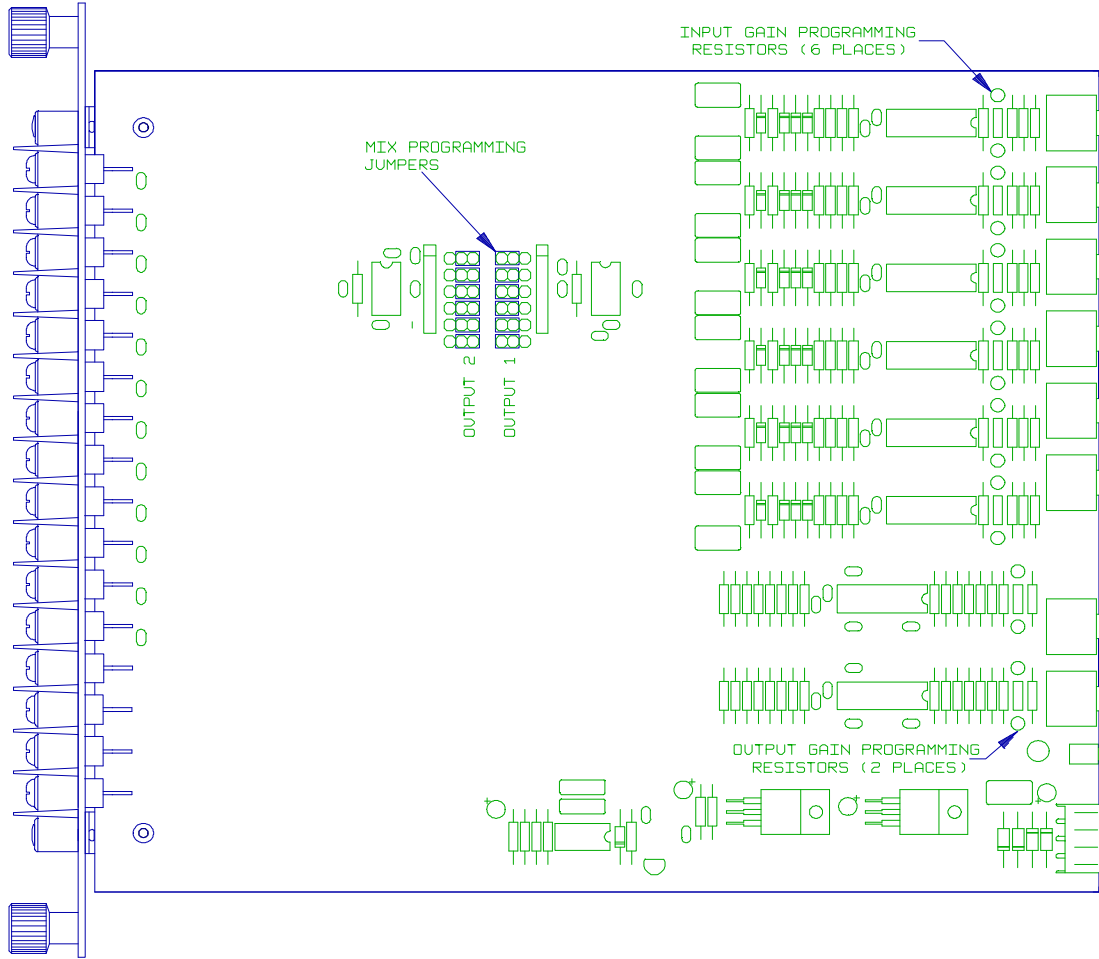 INPUT GAIN PROGRAMMING
RESISTORS (6 PLACES)
MIX PROGRAMMING
JUMPERS
OUTPUT 2
OUTPUT 1
OUTPUT GAIN PROGRAMMING
RESISTORS (2 PLACES)
+
+
+
+